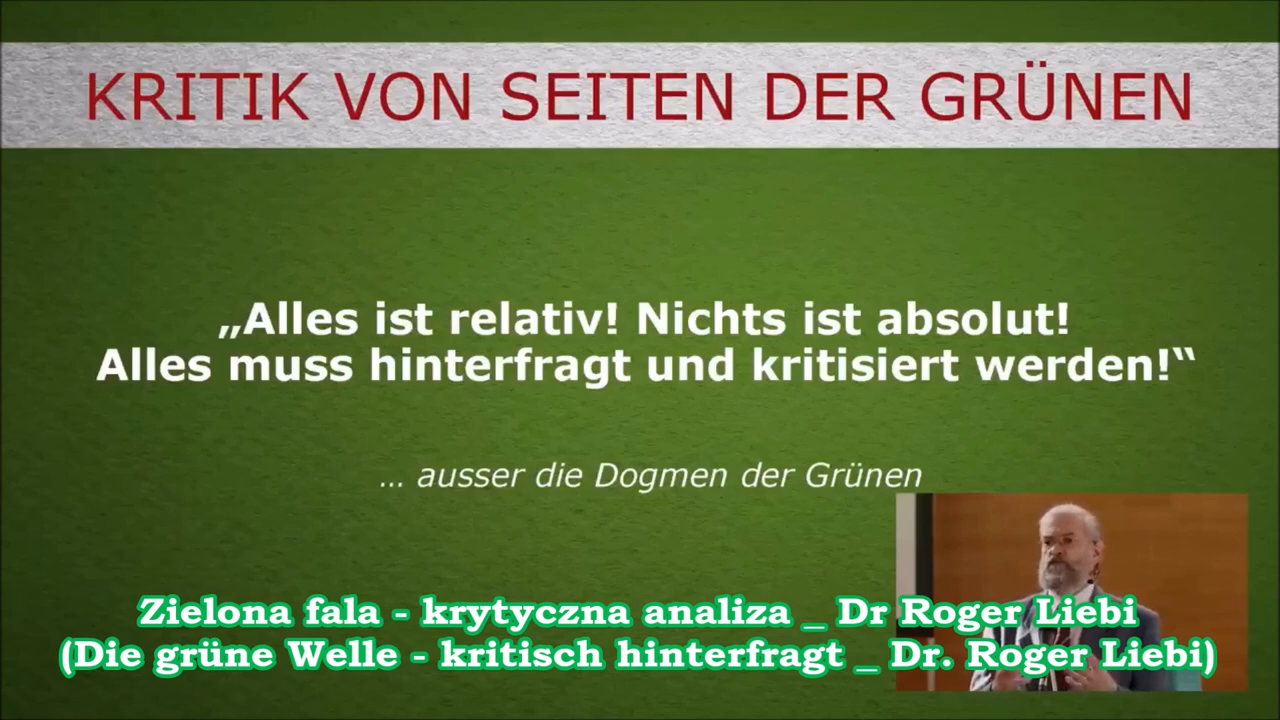 KRITIK VON SEITEN DER GRÜNEN
„Alles ist relativ! Nichts ist absolut!
Alles muss hinterfragt und kritisiert werden!“
... ausser die Dogmen der Grünen
Zielona fala - krytyczna analiza _ Dr Roger Liebi
(Die grüne Welle - kritisch hinterfragt _ Dr. Roger Liebi)